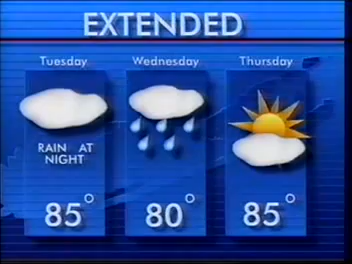 EXTENDED
Tuesday Wednesday Thursday
RAIN AT
NIGHT
85° 80° 85°